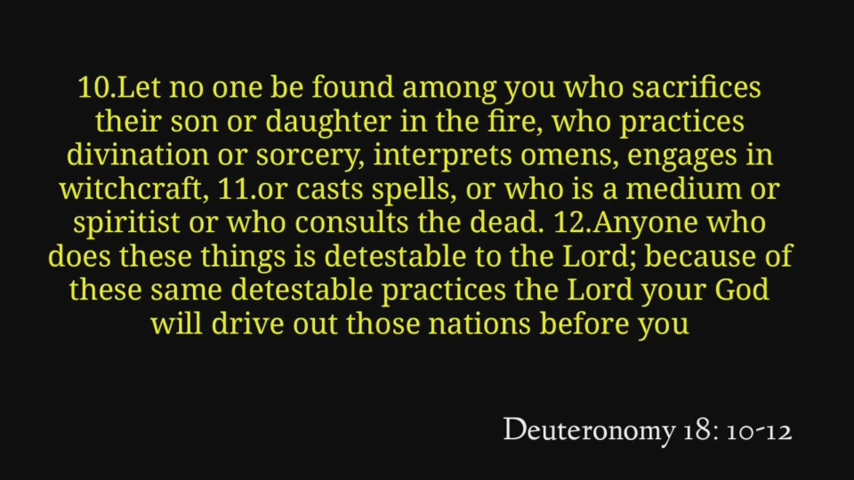 10.Let no one be found among you who sacrifices
their son or daughter in the fire, who practices
divination or sorcery, interprets omens, engages in
witchcraft, 11.or casts spells, or who is a medium or
spiritist or who consults the dead. 12.Anyone who
does these things is detestable to the Lord; because of
these same detestable practices the Lord your God
will drive out those nations before you
Deuteronomy 18: 10-12